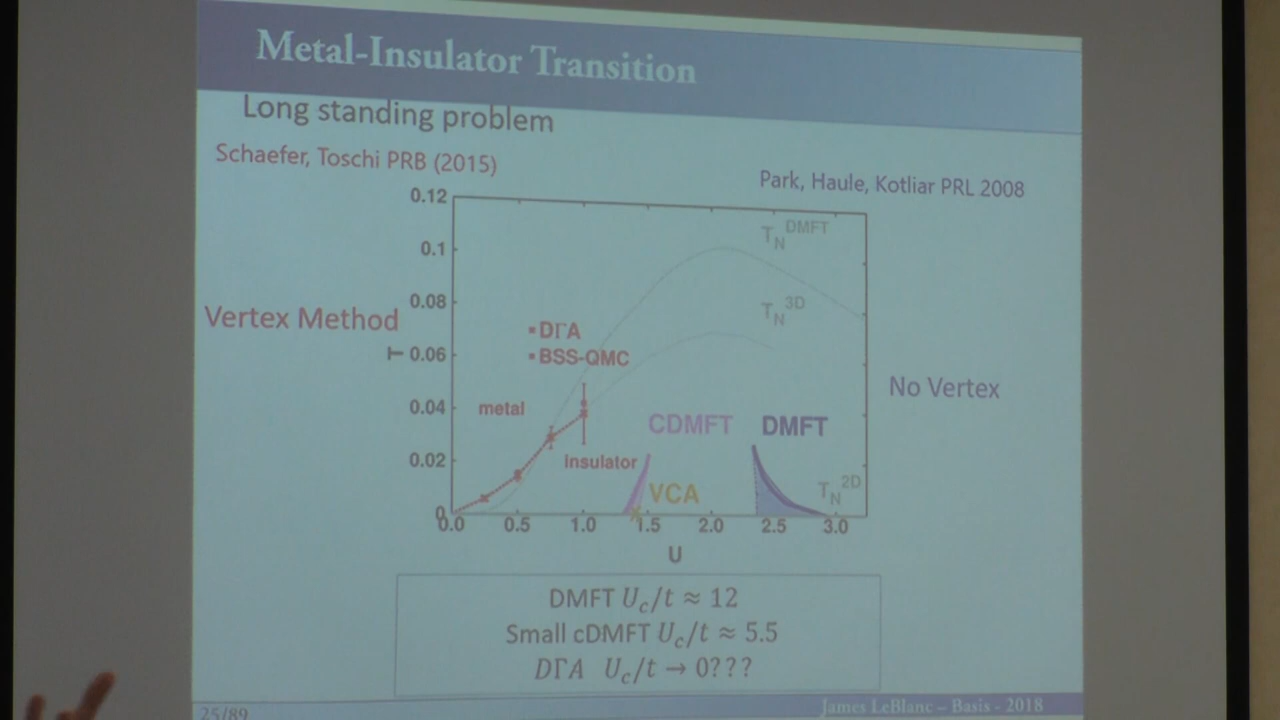 Metal-Insulator Transition
Long standing problem
Schaefer, Toschi PRB (2015)
Park, Haule, Kotliar PRL 2008
Vertex Method
No Vertex
0.12
0.1
0.08
0.06
0.04
0.02
0
T
T_N^DMFT
T_N^3D
▪DΓA
▪BSS-QMC
metal
Insulator
CDMFT
DMFT
VCA
T_N^2D
0.0 0.5 1.0 1.5 2.0 2.5 3.0
U
DMFT U_c/t ≈ 12
Small cDMFT U_c/t ≈ 5.5
DΓA U_c/t → 0???
25/89
James LeBlanc – Basis - 2018